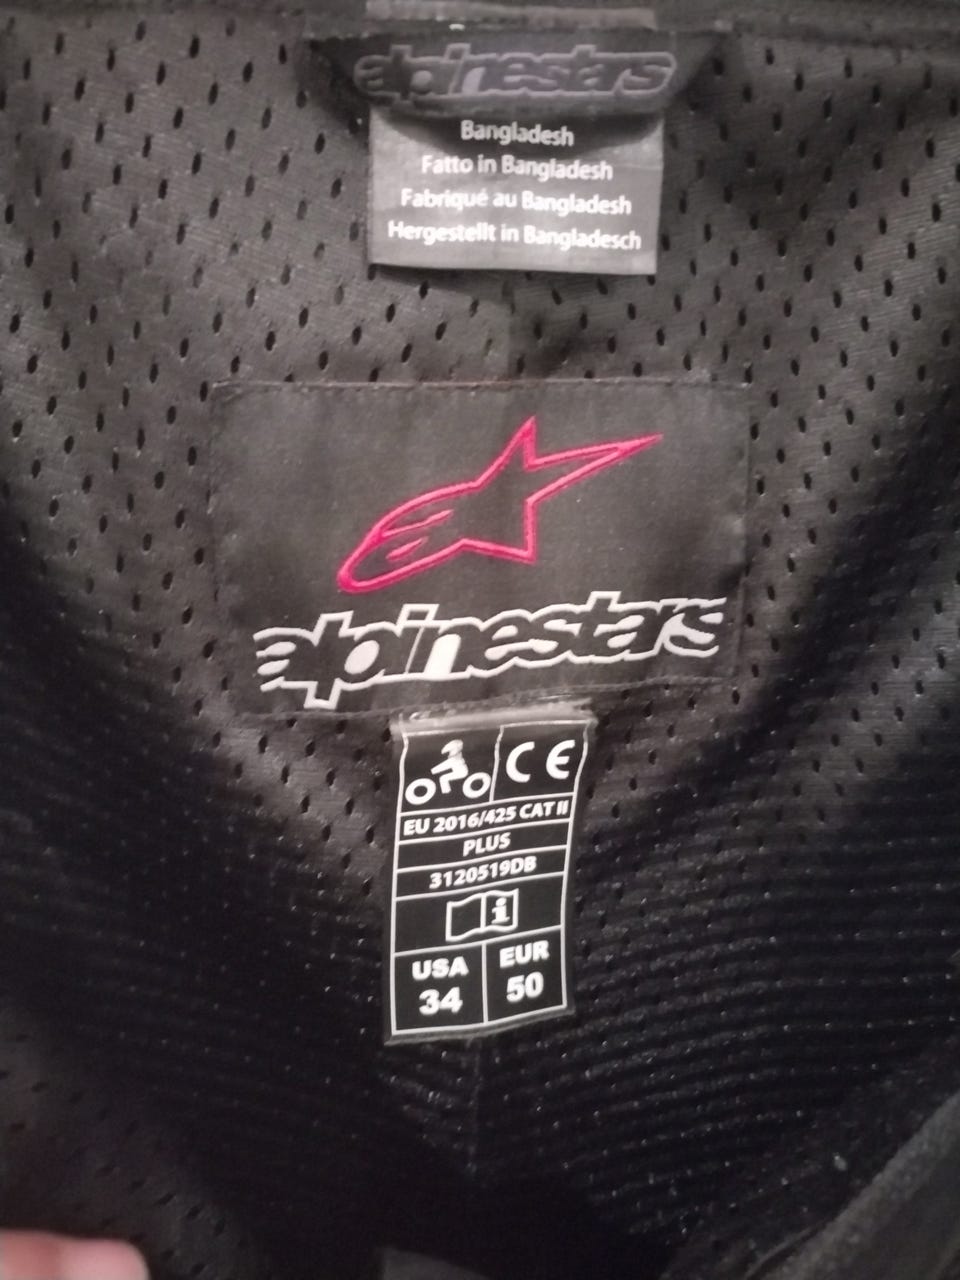 alpinestars
Bangladesh
Fatto in Bangladesh
Fabriqué au Bangladesh
Hergestellt in Bangladesch
alpinestars
CE
EU 2016/425 CAT II
PLUS
3120519DB
i
USA EUR
34 50